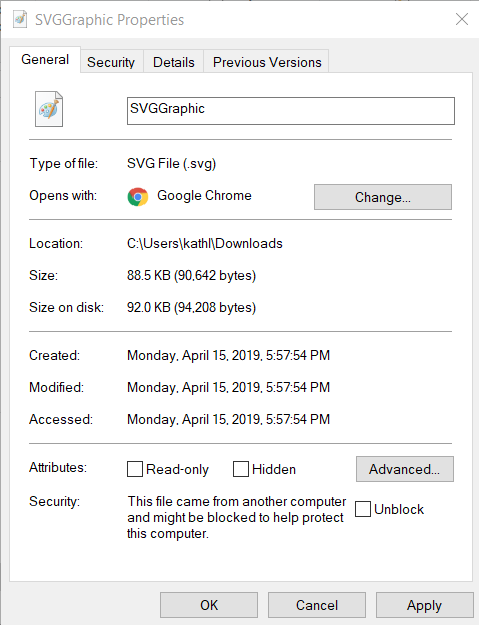 SVGGraphic Properties
General Security Details Previous Versions
SVGGraphic
Type of file: SVG File (.svg)
Opens with: Google Chrome Change...
Location: C:\Users\kathl\Downloads
Size: 88.5 KB (90,642 bytes)
Size on disk: 92.0 KB (94,208 bytes)
Created: Monday, April 15, 2019, 5:57:54 PM
Modified: Monday, April 15, 2019, 5:57:54 PM
Accessed: Monday, April 15, 2019, 5:57:54 PM
Attributes: Read-only Hidden Advanced...
Security: This file came from another computer
and might be blocked to help protect
this computer.
Unblock
OK Cancel Apply